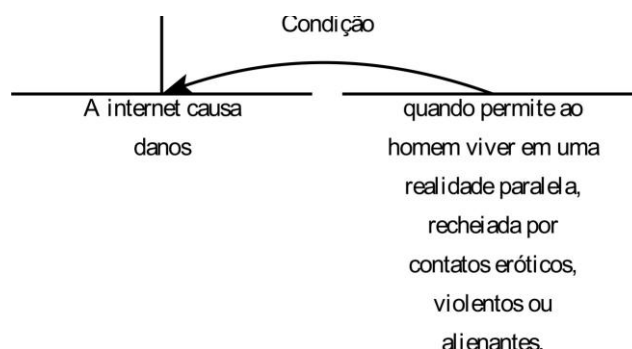 Condição
A internet causa
danos
quando permite ao
homem viver em uma
realidade paralela,
recheiada por
contatos eróticos,
violentos ou
alienantes.